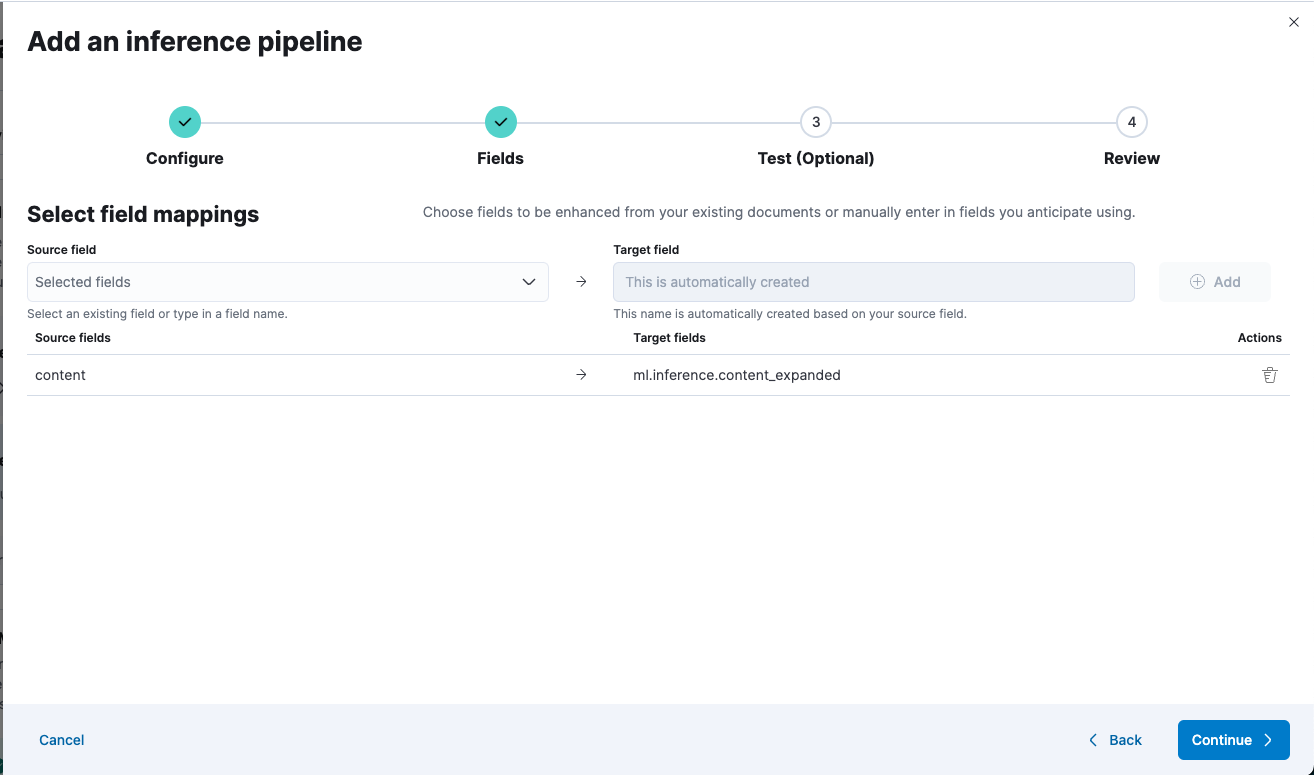 Add an inference pipeline
3
4
Configure
Fields
Test (Optional)
Review
Select field mappings
Choose fields to be enhanced from your existing documents or manually enter in fields you anticipate using.
Source field
Target field
Selected fields
This is automatically created
Add
Select an existing field or type in a field name.
This name is automatically created based on your source field.
Source fields
Target fields
Actions
content
ml.inference.content_expanded
Cancel
Back
Continue